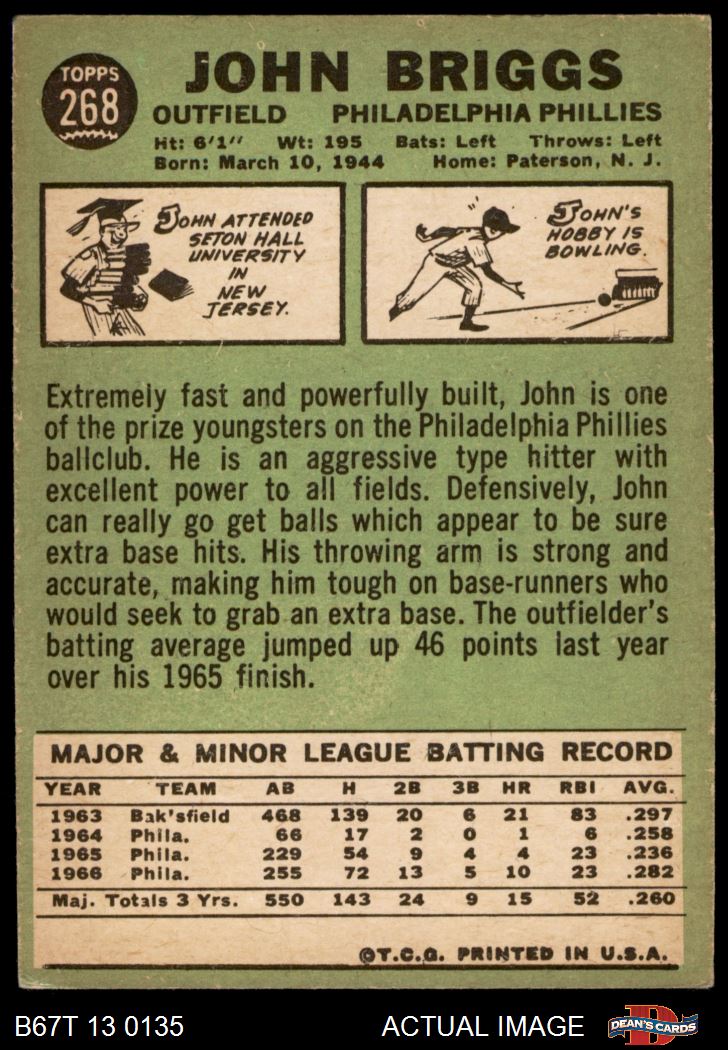 TOPPS
268
JOHN BRIGGS
OUTFIELD PHILADELPHIA PHILLIES
Ht: 6'1" Wt: 195 Bats: Left Throws: Left
Born: March 10, 1944 Home: Paterson, N. J.
JOHN ATTENDED
SETON HALL
UNIVERSITY
IN
NEW
JERSEY.
JOHN'S
HOBBY IS
BOWLING.
Extremely fast and powerfully built, John is one
of the prize youngsters on the Philadelphia Phillies
ballclub. He is an aggressive type hitter with
excellent power to all fields. Defensively, John
can really go get balls which appear to be sure
extra base hits. His throwing arm is strong and
accurate, making him tough on base-runners who
would seek to grab an extra base. The outfielder's
batting average jumped up 46 points last year
over his 1965 finish.
MAJOR & MINOR LEAGUE BATTING RECORD
YEAR TEAM AB H 2B 3B HR RBI AVG.
1963 Bak'sfield 468 139 20 6 21 83 .297
1964 Phila. 66 17 2 0 1 6 .258
1965 Phila. 229 54 9 4 4 23 .236
1966 Phila. 255 72 13 5 10 23 .282
Maj. Totals 3 Yrs. 550 143 24 9 15 52 .260
©T.C.G. PRINTED IN U.S.A.
B67T 13 0135 ACTUAL IMAGE
D
DEAN'S CARDS